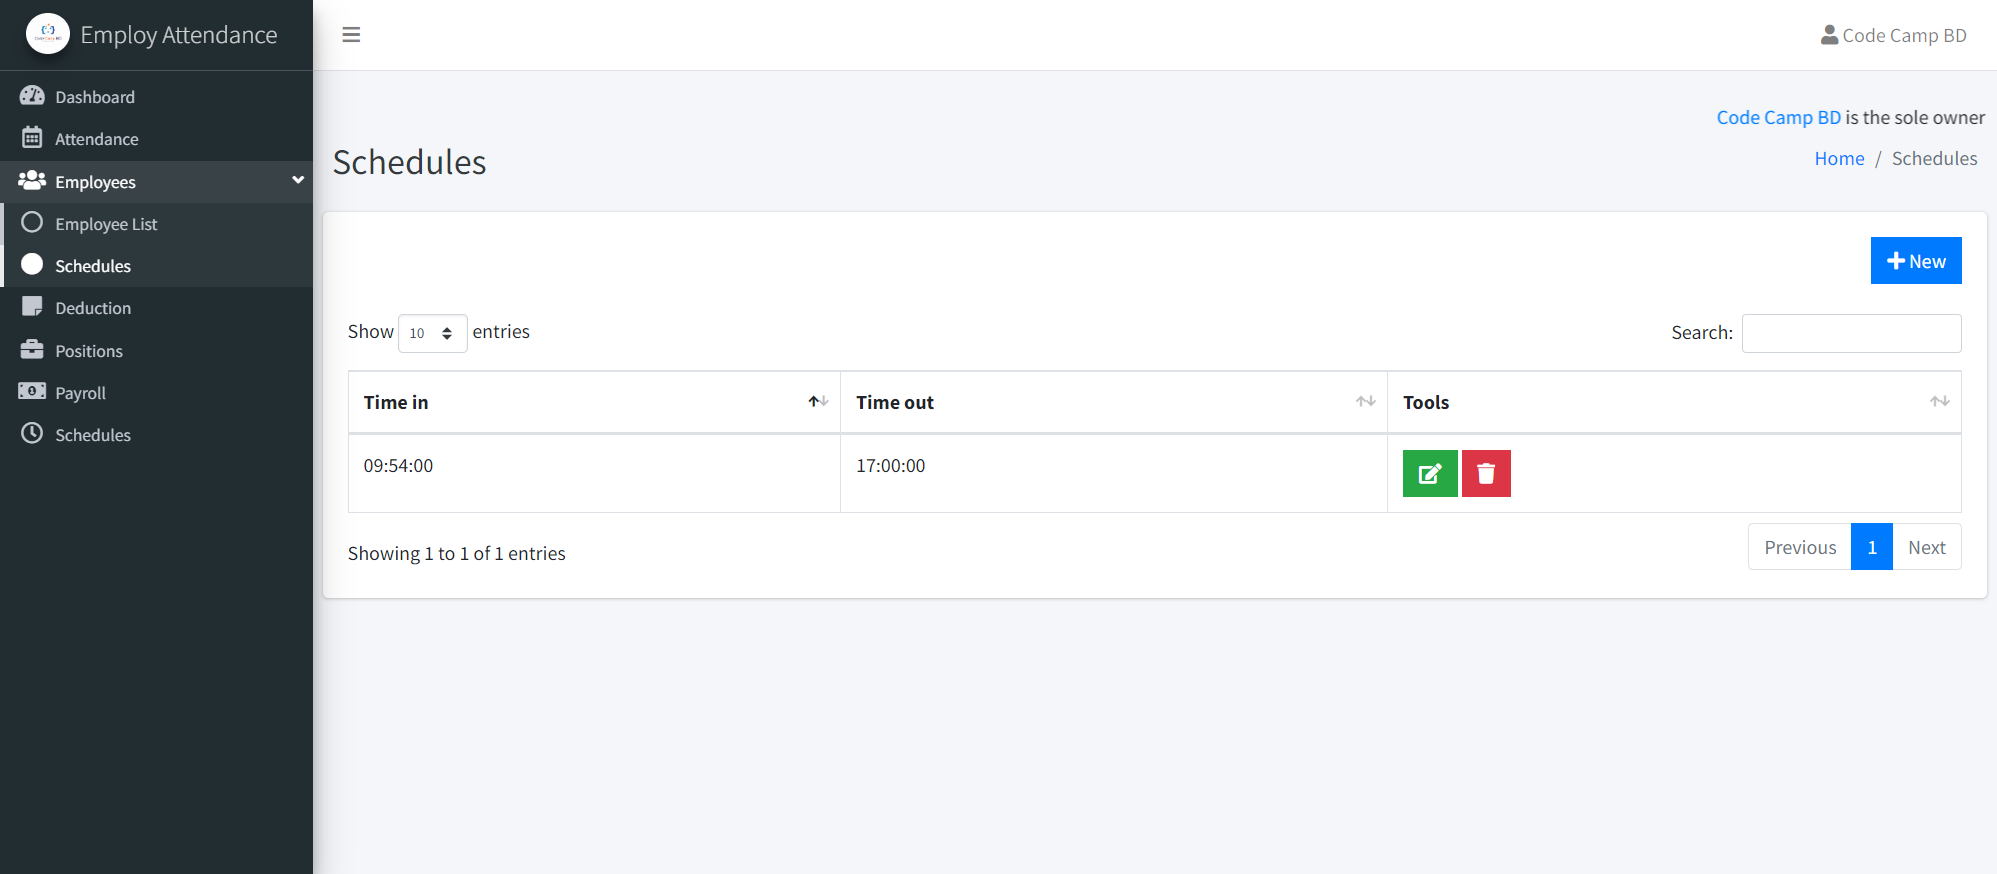 Employ Attendance
Code Camp BD
Dashboard
Attendance
Employees
Employee List
Schedules
Deduction
Positions
Payroll
Schedules
Code Camp BD is the sole owner
Schedules
Home / Schedules
New
Show 10 entries
Search:
Time in Time out Tools
09:54:00 17:00:00
Showing 1 to 1 of 1 entries
Previous 1 Next